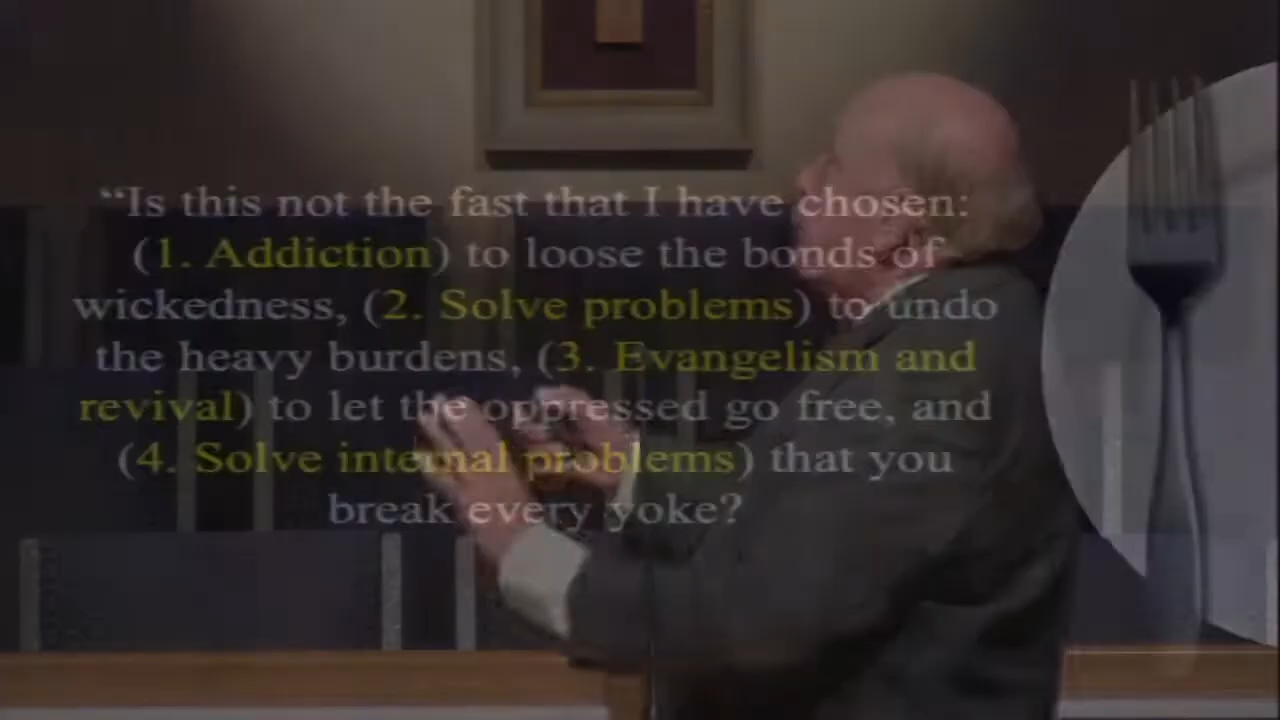 “Is this not the fast that I have chosen:
(1. Addiction) to loose the bonds of
wickedness, (2. Solve problems) to undo
the heavy burdens, (3. Evangelism and
revival) to let the oppressed go free, and
(4. Solve internal problems) that you
break every yoke?